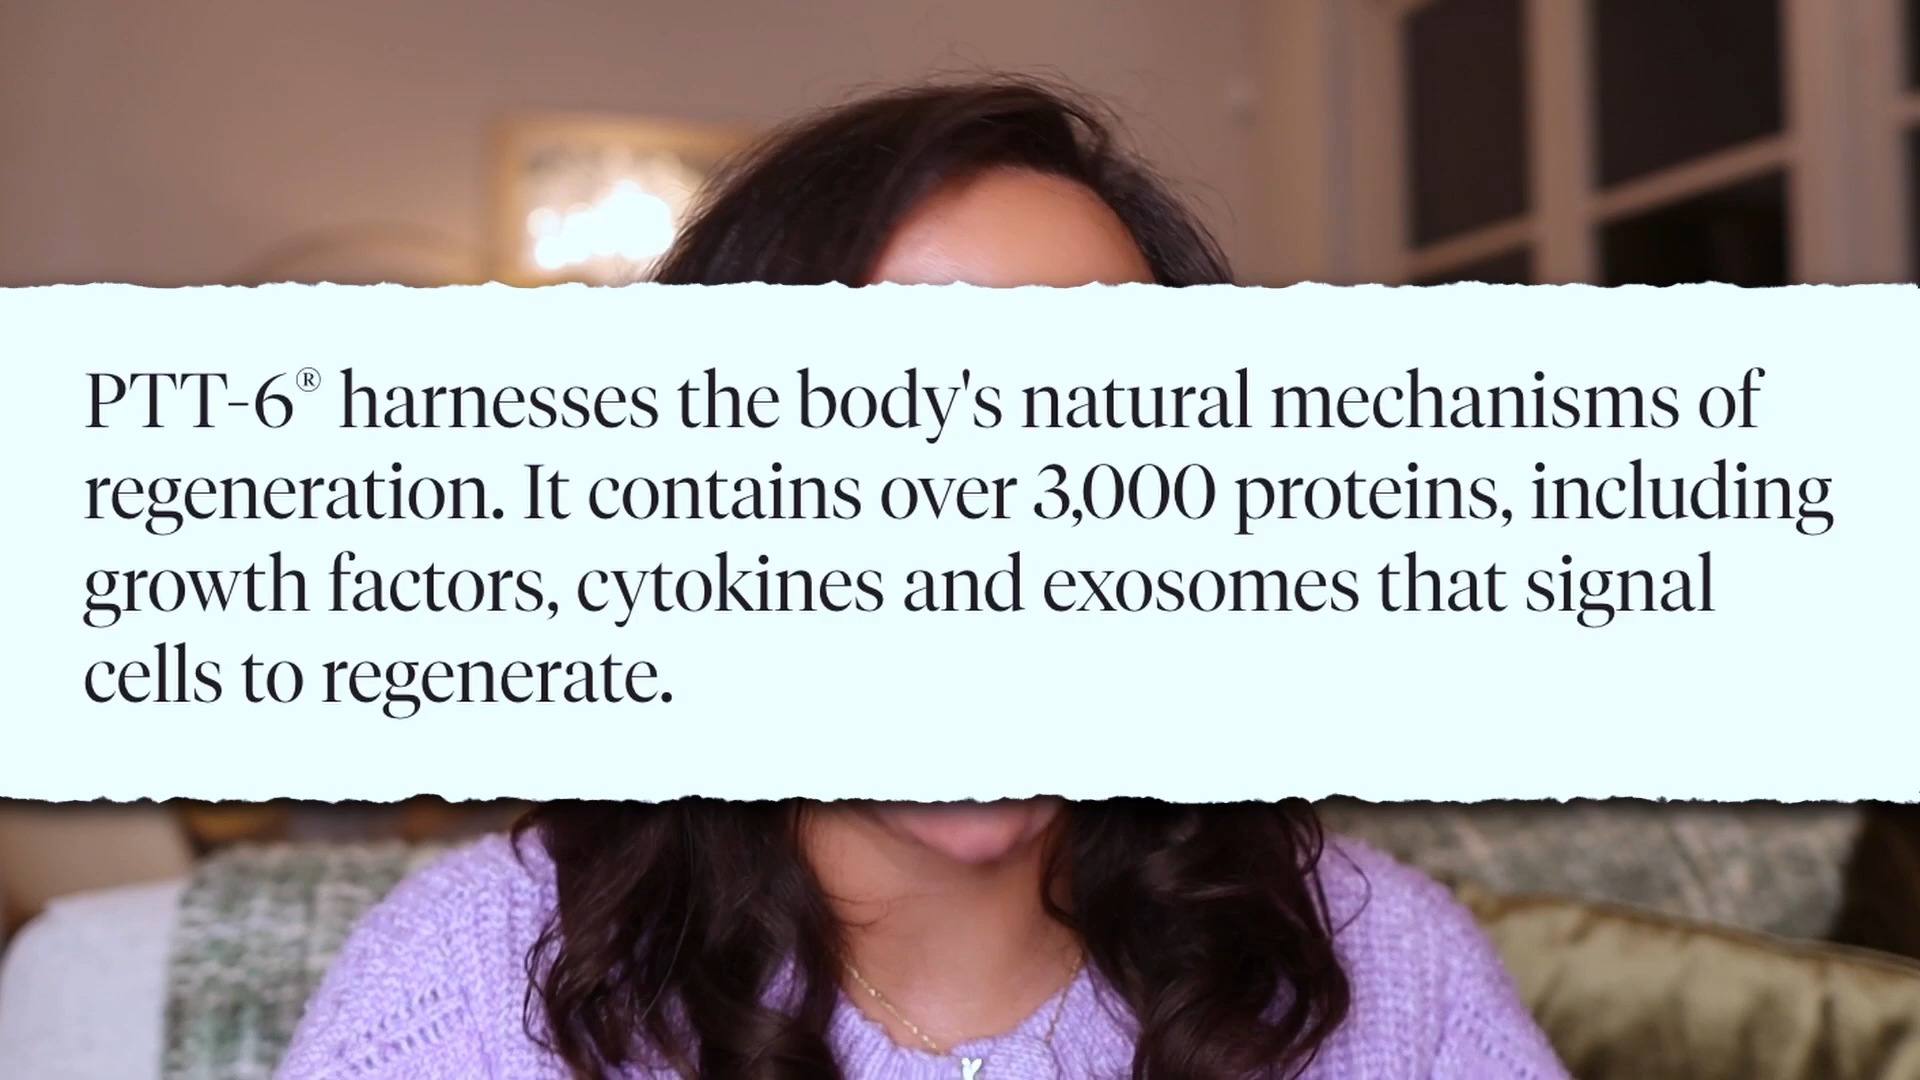 PTT-6® harnesses the body's natural mechanisms of
regeneration. It contains over 3,000 proteins, including
growth factors, cytokines and exosomes that signal
cells to regenerate.